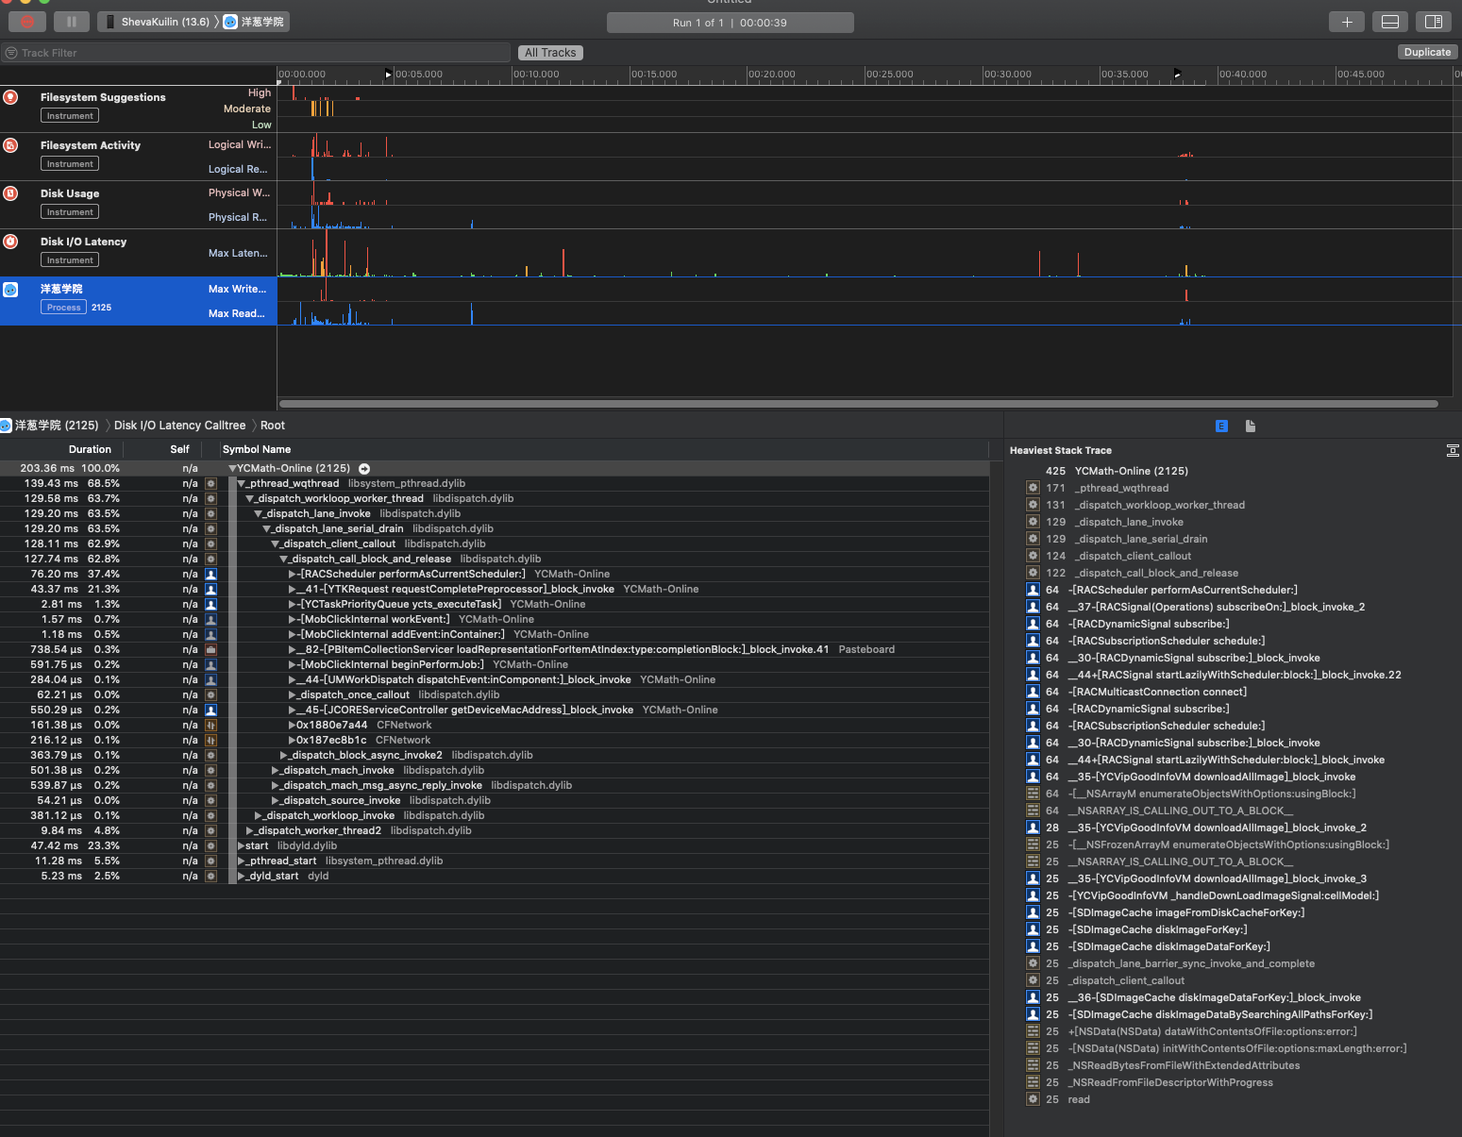 Untitled
ShevaKuilin (13.6) 〉 洋葱学院
Run 1 of 1 | 00:00:39
Track Filter
All Tracks
Duplicate
00:00.000 00:05.000 00:10.000 00:15.000 00:20.000 00:25.000 00:30.000 00:35.000 00:40.000 00:45.000
Filesystem Suggestions High
Instrument Moderate
Low
Filesystem Activity Logical Wri...
Instrument Logical Re...
Disk Usage Physical W...
Instrument Physical R...
Disk I/O Latency
Instrument Max Laten...
洋葱学院 Max Write...
Process 2125 Max Read...
洋葱学院 (2125) 〉 Disk I/O Latency Calltree 〉 Root
Duration Self Symbol Name
203.36 ms 100.0% n/a YCMath-Online (2125)
139.43 ms 68.5% n/a _pthread_wqthread libsystem_pthread.dylib
129.58 ms 63.7% n/a _dispatch_workloop_worker_thread libdispatch.dylib
129.20 ms 63.5% n/a _dispatch_lane_invoke libdispatch.dylib
129.20 ms 63.5% n/a _dispatch_lane_serial_drain libdispatch.dylib
128.11 ms 62.9% n/a _dispatch_client_callout libdispatch.dylib
127.74 ms 62.8% n/a _dispatch_call_block_and_release libdispatch.dylib
76.20 ms 37.4% n/a -[RACScheduler performAsCurrentScheduler:] YCMath-Online
43.37 ms 21.3% n/a __41-[YTKRequest requestCompletePreprocessor]_block_invoke YCMath-Online
2.81 ms 1.3% n/a -[YCTaskPriorityQueue ycts_executeTask] YCMath-Online
1.57 ms 0.7% n/a -[MobClickInternal workEvent:] YCMath-Online
1.18 ms 0.5% n/a -[MobClickInternal addEvent:inContainer:] YCMath-Online
738.54 µs 0.3% n/a __82-[PBItemCollectionServicer loadRepresentationForItemAtIndex:type:completionBlock:]_block_invoke.41 Pasteboard
591.75 µs 0.2% n/a -[MobClickInternal beginPerformJob:] YCMath-Online
284.04 µs 0.1% n/a __44-[UMWorkDispatch dispatchEvent:inComponent:]_block_invoke YCMath-Online
62.21 µs 0.0% n/a _dispatch_once_callout libdispatch.dylib
550.29 µs 0.2% n/a __45-[JCOREServiceController getDeviceMacAddress]_block_invoke YCMath-Online
161.38 µs 0.0% n/a 0x1880e7a44 CFNetwork
216.12 µs 0.1% n/a 0x187ec8b1c CFNetwork
363.79 µs 0.1% n/a _dispatch_block_async_invoke2 libdispatch.dylib
501.38 µs 0.2% n/a _dispatch_mach_invoke libdispatch.dylib
539.87 µs 0.2% n/a _dispatch_mach_msg_async_reply_invoke libdispatch.dylib
54.21 µs 0.0% n/a _dispatch_source_invoke libdispatch.dylib
381.12 µs 0.1% n/a _dispatch_workloop_invoke libdispatch.dylib
9.84 ms 4.8% n/a _dispatch_worker_thread2 libdispatch.dylib
47.42 ms 23.3% n/a start libdyld.dylib
11.28 ms 5.5% n/a _pthread_start libsystem_pthread.dylib
5.23 ms 2.5% n/a _dyld_start dyld
E
Heaviest Stack Trace
425 YCMath-Online (2125)
171 _pthread_wqthread
131 _dispatch_workloop_worker_thread
129 _dispatch_lane_invoke
129 _dispatch_lane_serial_drain
124 _dispatch_client_callout
122 _dispatch_call_block_and_release
64 -[RACScheduler performAsCurrentScheduler:]
64 __37-[RACSignal(Operations) subscribeOn:]_block_invoke_2
64 -[RACDynamicSignal subscribe:]
64 -[RACSubscriptionScheduler schedule:]
64 __30-[RACDynamicSignal subscribe:]_block_invoke
64 __44+[RACSignal startLazilyWithScheduler:block:]_block_invoke.22
64 -[RACMulticastConnection connect]
64 -[RACDynamicSignal subscribe:]
64 -[RACSubscriptionScheduler schedule:]
64 __30-[RACDynamicSignal subscribe:]_block_invoke
64 __44+[RACSignal startLazilyWithScheduler:block:]_block_invoke
64 __35-[YCVipGoodInfoVM downloadAllImage]_block_invoke
64 -[__NSArrayM enumerateObjectsWithOptions:usingBlock:]
64 __NSARRAY_IS_CALLING_OUT_TO_A_BLOCK__
28 __35-[YCVipGoodInfoVM downloadAllImage]_block_invoke_2
25 -[__NSFrozenArrayM enumerateObjectsWithOptions:usingBlock:]
25 __NSARRAY_IS_CALLING_OUT_TO_A_BLOCK__
25 __35-[YCVipGoodInfoVM downloadAllImage]_block_invoke_3
25 -[YCVipGoodInfoVM _handleDownLoadImageSignal:cellModel:]
25 -[SDImageCache imageFromDiskCacheForKey:]
25 -[SDImageCache diskImageForKey:]
25 -[SDImageCache diskImageDataForKey:]
25 _dispatch_lane_barrier_sync_invoke_and_complete
25 _dispatch_client_callout
25 __36-[SDImageCache diskImageDataForKey:]_block_invoke
25 -[SDImageCache diskImageDataBySearchingAllPathsForKey:]
25 +[NSData(NSData) dataWithContentsOfFile:options:error:]
25 -[NSData(NSData) initWithContentsOfFile:options:maxLength:error:]
25 _NSReadBytesFromFileWithExtendedAttributes
25 _NSReadFromFileDescriptorWithProgress
25 read